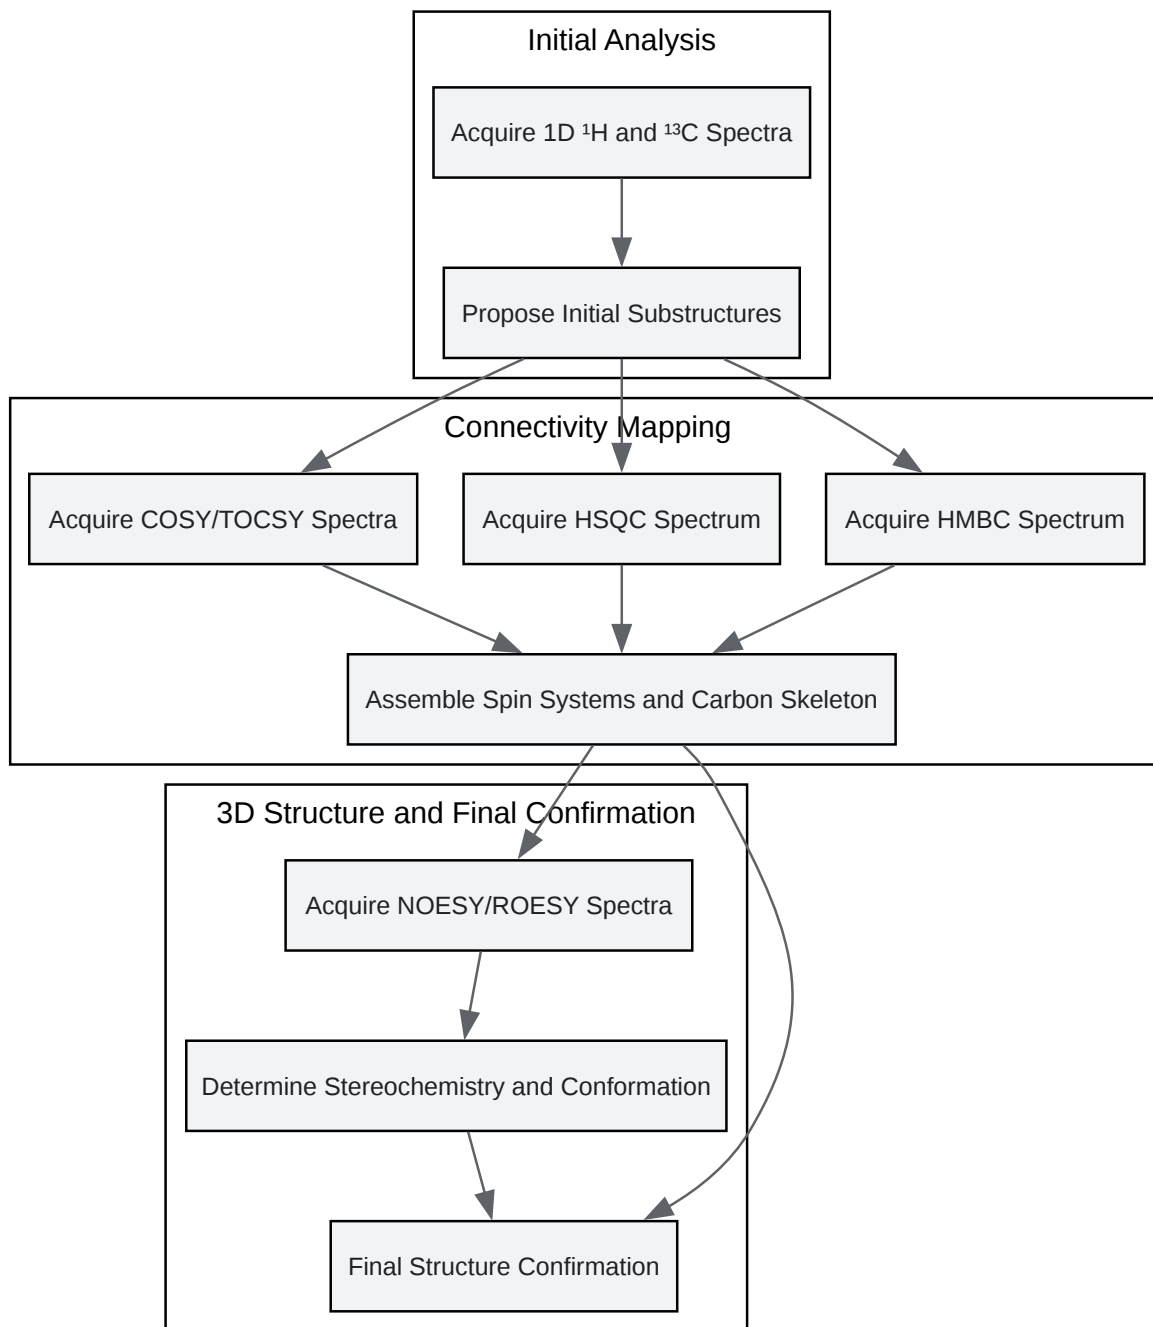 Initial Analysis
Acquire 1D ¹H and ¹³C Spectra
Propose Initial Substructures
Connectivity Mapping
Acquire COSY/TOCSY Spectra
Acquire HSQC Spectrum
Acquire HMBC Spectrum
Assemble Spin Systems and Carbon Skeleton
3D Structure and Final Confirmation
Acquire NOESY/ROESY Spectra
Determine Stereochemistry and Conformation
Final Structure Confirmation